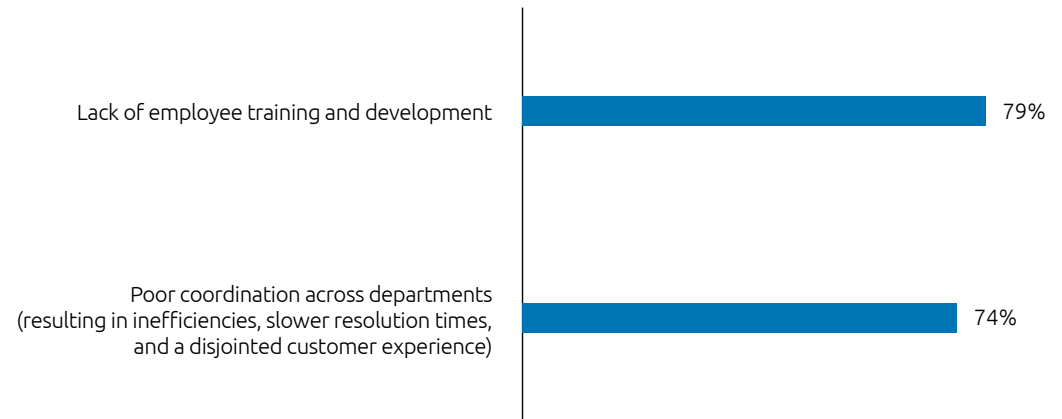 Lack of employee training and development
79%
Poor coordination across departments
(resulting in inefficiencies, slower resolution times,
and a disjointed customer experience)
74%